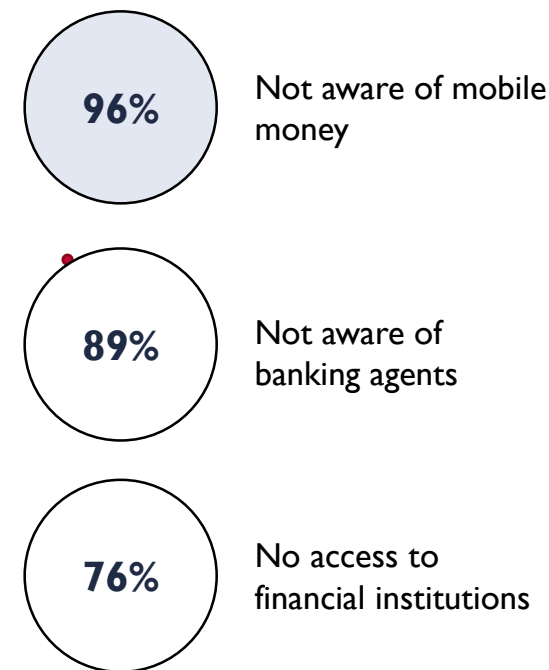 96%
Not aware of mobile
money
89%
Not aware of
banking agents
76%
No access to
financial institutions